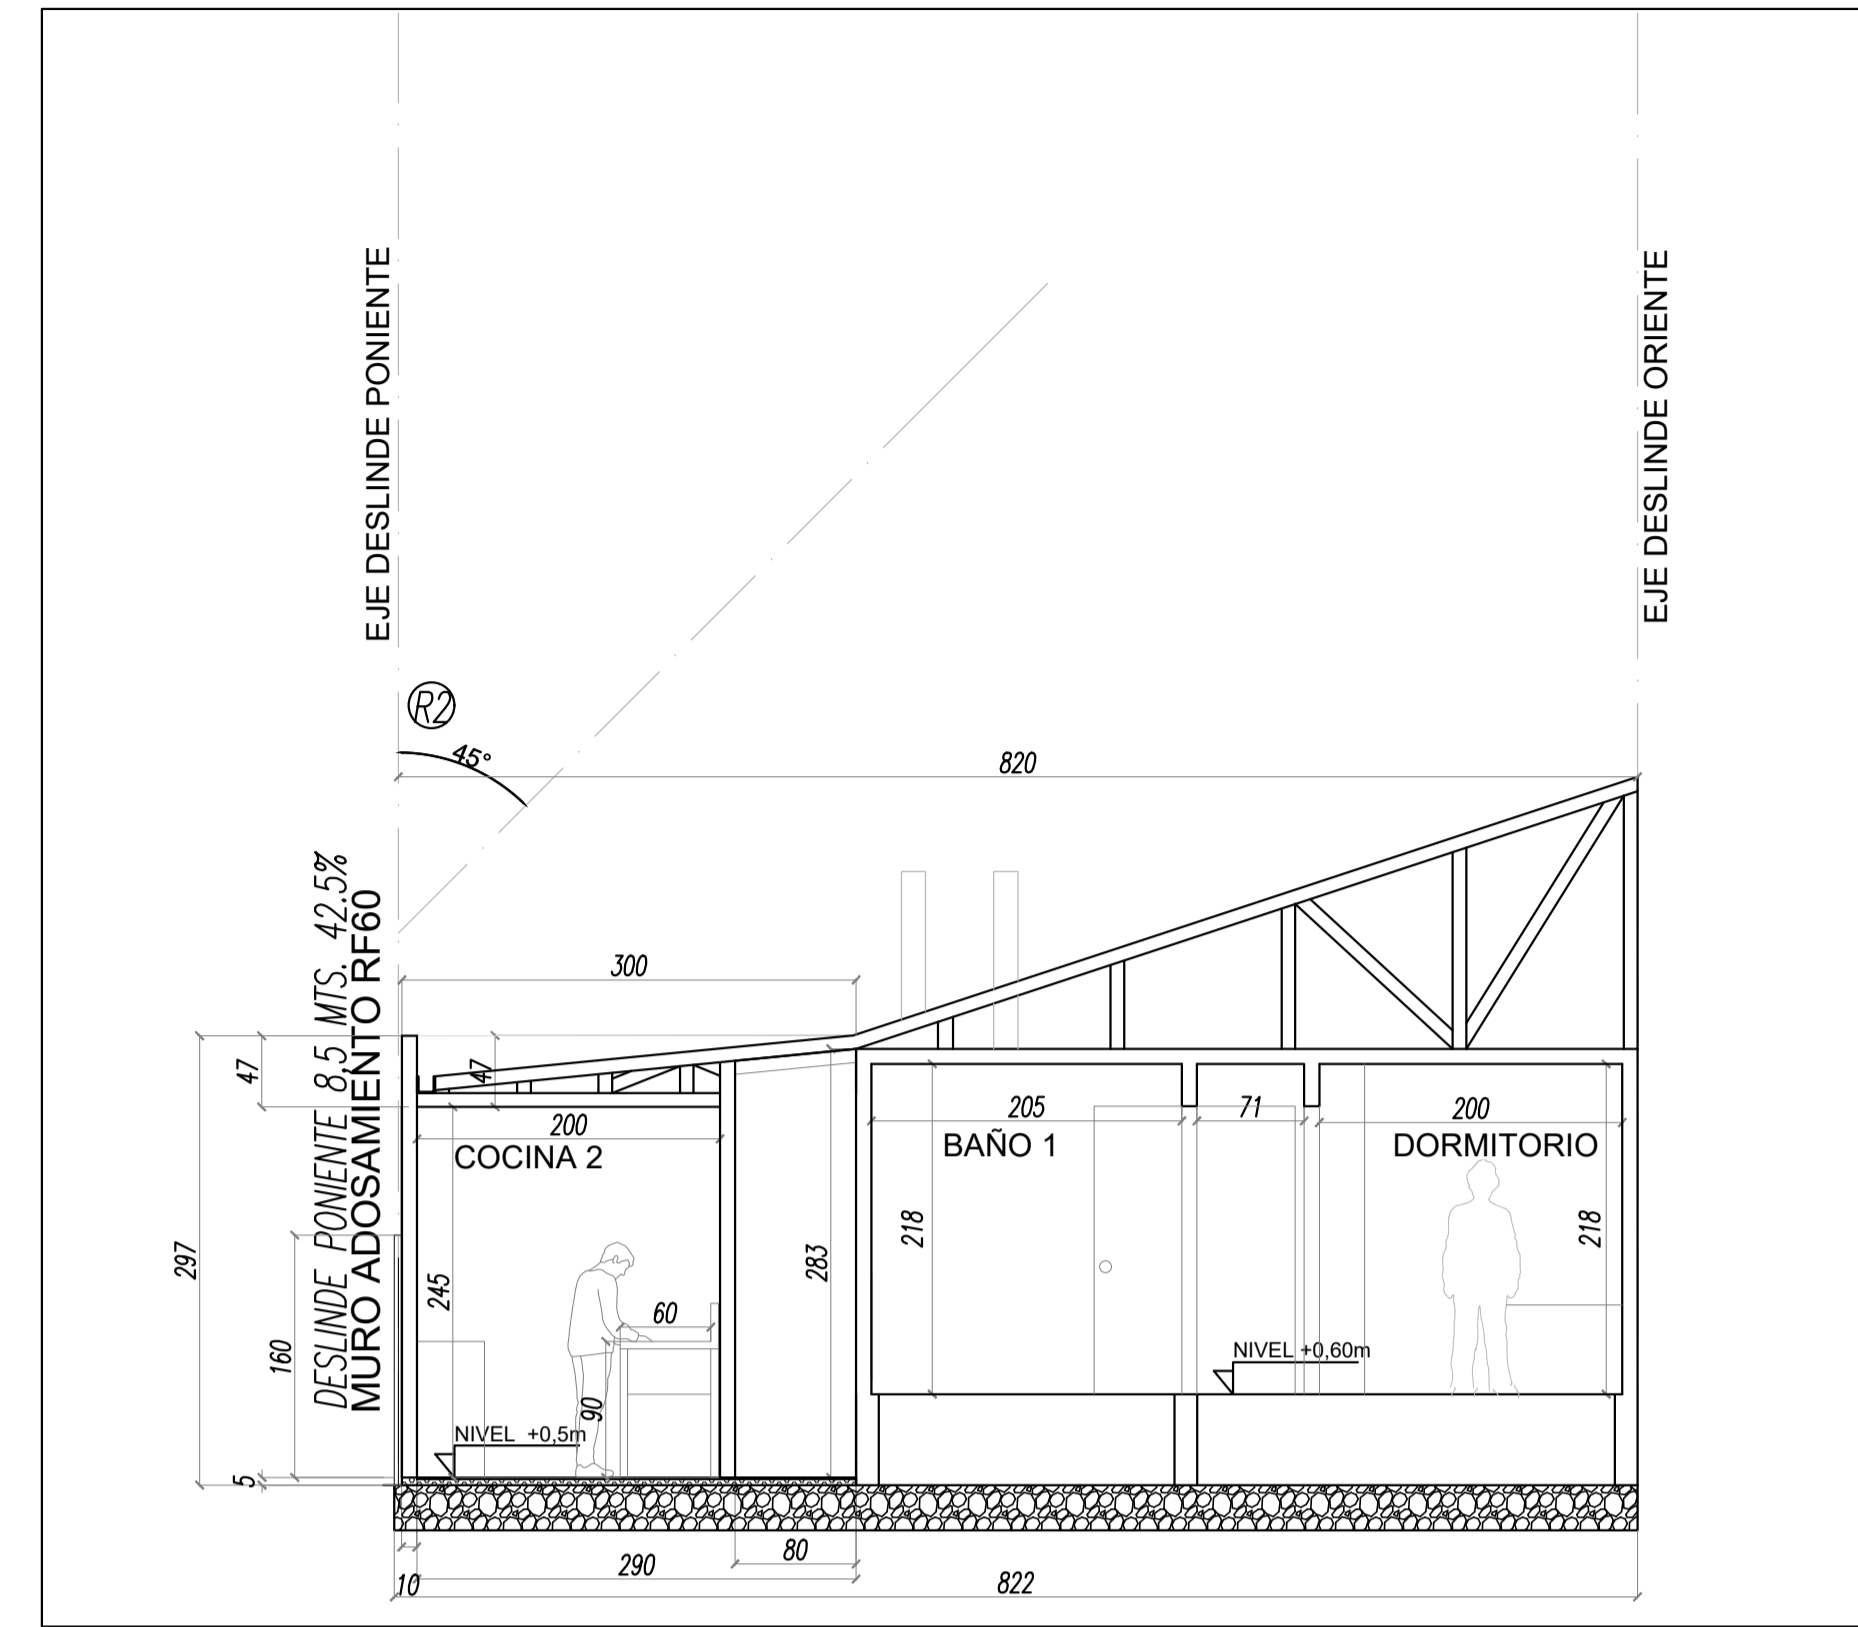 EJE DESLINDE PONIENTE
EJE DESLINDE ORIENTE
R2
45°
820
DESLINDE PONIENTE 8,5 MTS. 42.5%
MURO ADOSAMIENTO RF60
300
47
47
297
200
COCINA 2
205
BAÑO 1
71
200
DORMITORIO
218
218
283
245
60
160
90
NIVEL +0,60m
NIVEL +0,5m
5
80
290
10
822